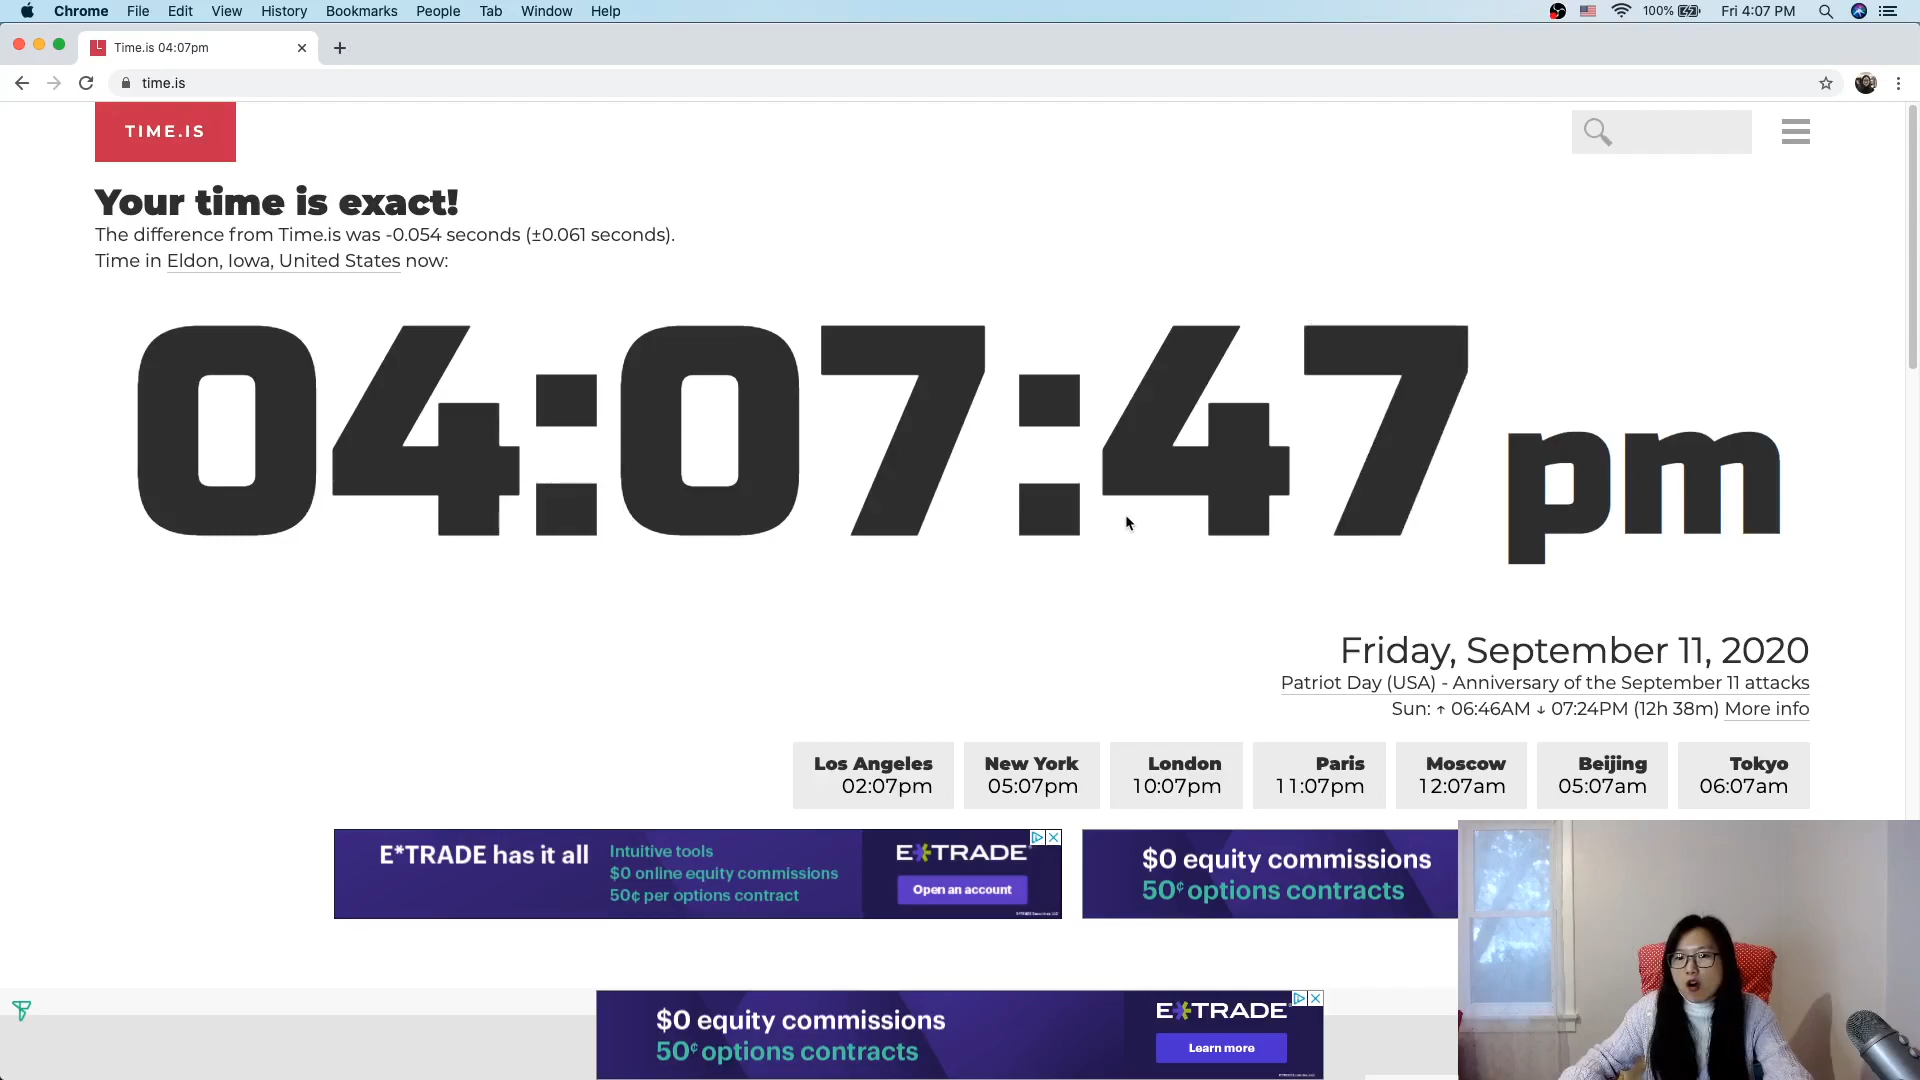 Chrome File Edit View History Bookmarks People Tab Window Help 100% Fri 4:07 PM
Time.is 04:07pm
time.is
TIME.IS
Your time is exact!
The difference from Time.is was -0.054 seconds (±0.061 seconds).
Time in Eldon, Iowa, United States now:
04:07:47 pm
Friday, September 11, 2020
Patriot Day (USA) - Anniversary of the September 11 attacks
Sun: ↑ 06:46AM ↓ 07:24PM (12h 38m) More info
Los Angeles New York London Paris Moscow Beijing Tokyo
02:07pm 05:07pm 10:07pm 11:07pm 12:07am 05:07am 06:07am
E*TRADE has it all
Intuitive tools
$0 online equity commissions
50¢ per options contract
E*TRADE
Open an account
$0 equity commissions
50¢ options contracts
$0 equity commissions
50¢ options contracts
E*TRADE
Learn more